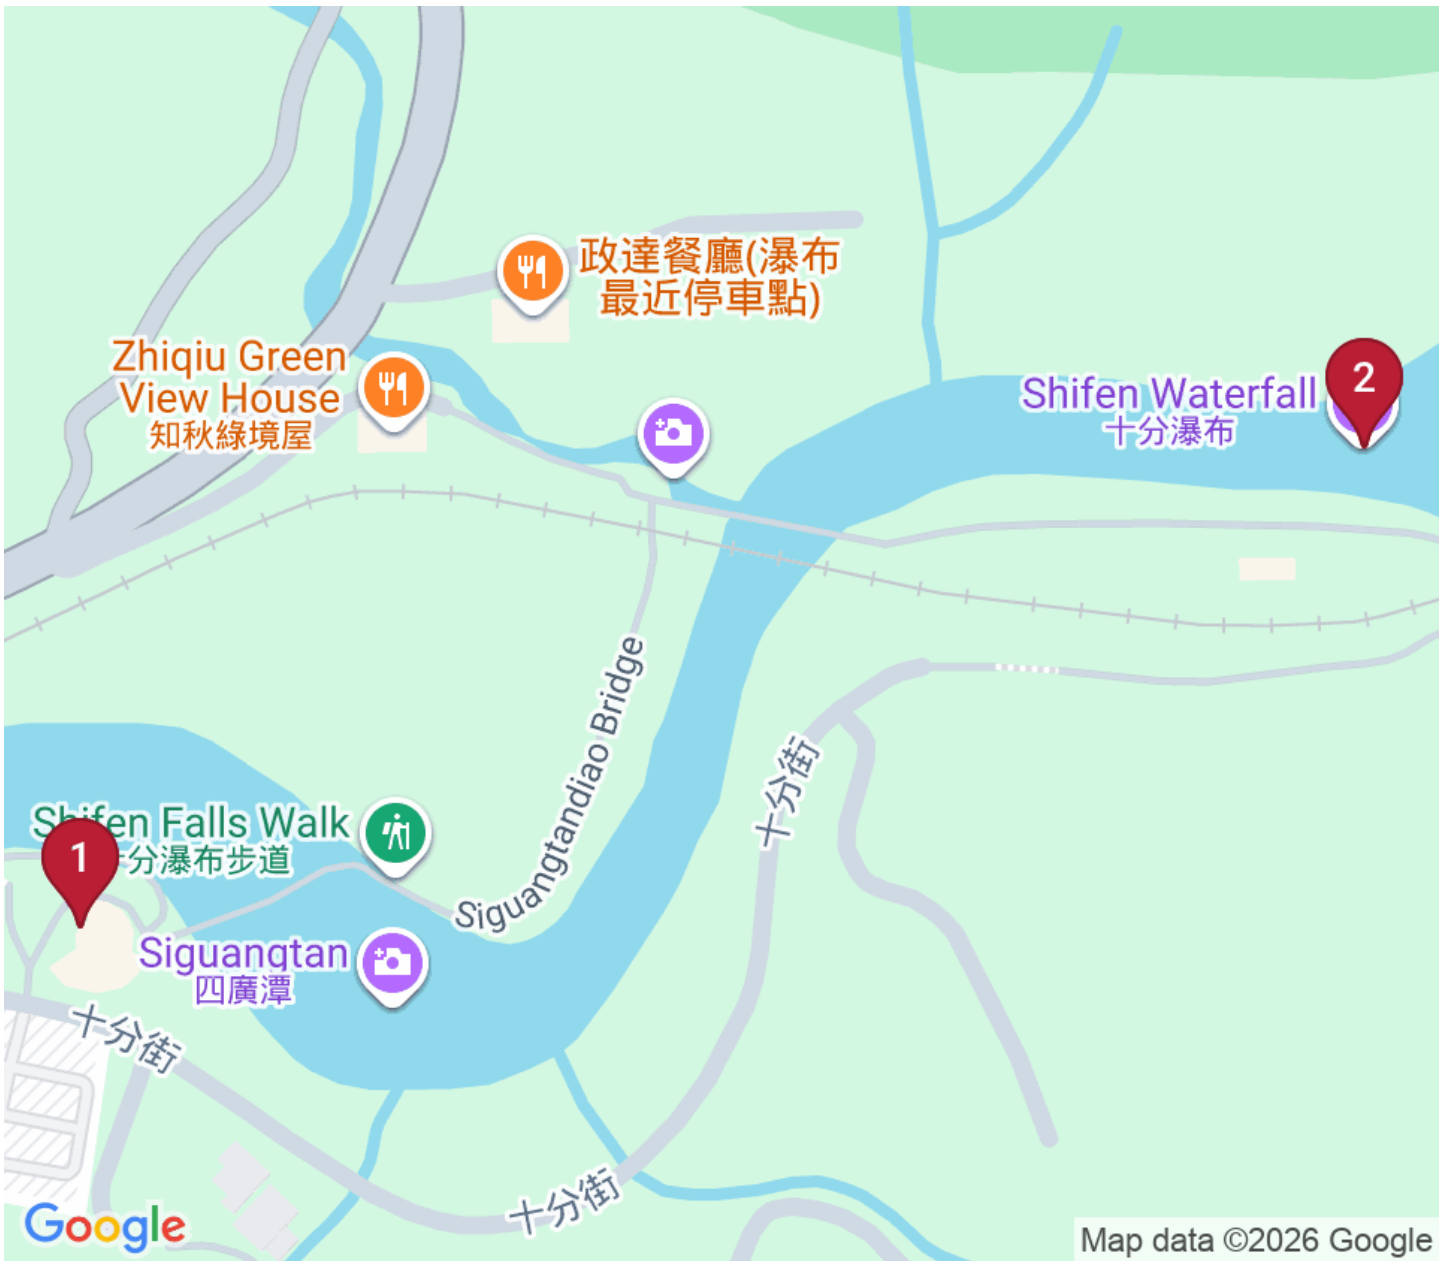 政達餐廳(瀑布
最近停車點)
Zhiqiu Green
View House
知秋綠境屋
Shifen Waterfall
十分瀑布
2
Siguangtandiao Bridge
十分街
Shifen Falls Walk
十分瀑布步道
1
Siguangtan
四廣潭
十分街
十分街
Google
Map data ©2026 Google